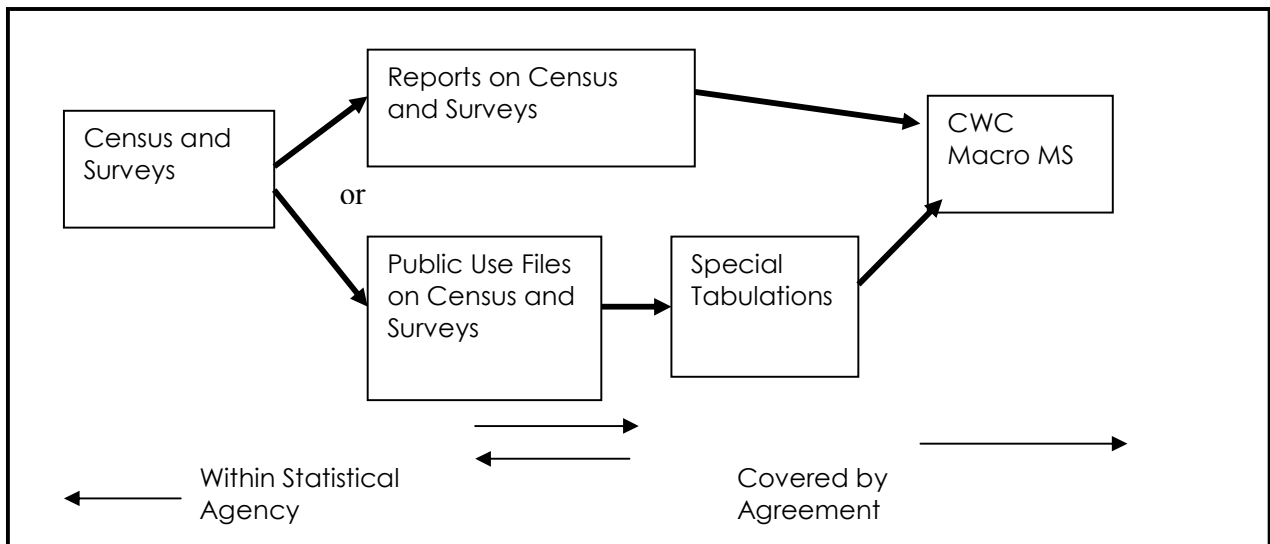 Census and
Surveys
Reports on Census
and Surveys
or
Public Use Files
on Census and
Surveys
Special
Tabulations
CWC
Macro MS
Within Statistical
Agency
Covered by
Agreement